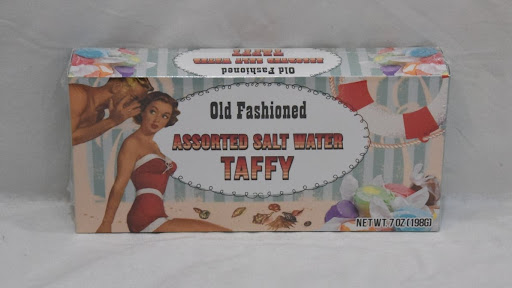 TAFFY
ASSORTED SALT WATER
Old Fashioned
Old Fashioned
ASSORTED SALT WATER
TAFFY
NET WT. 7 OZ (198G)